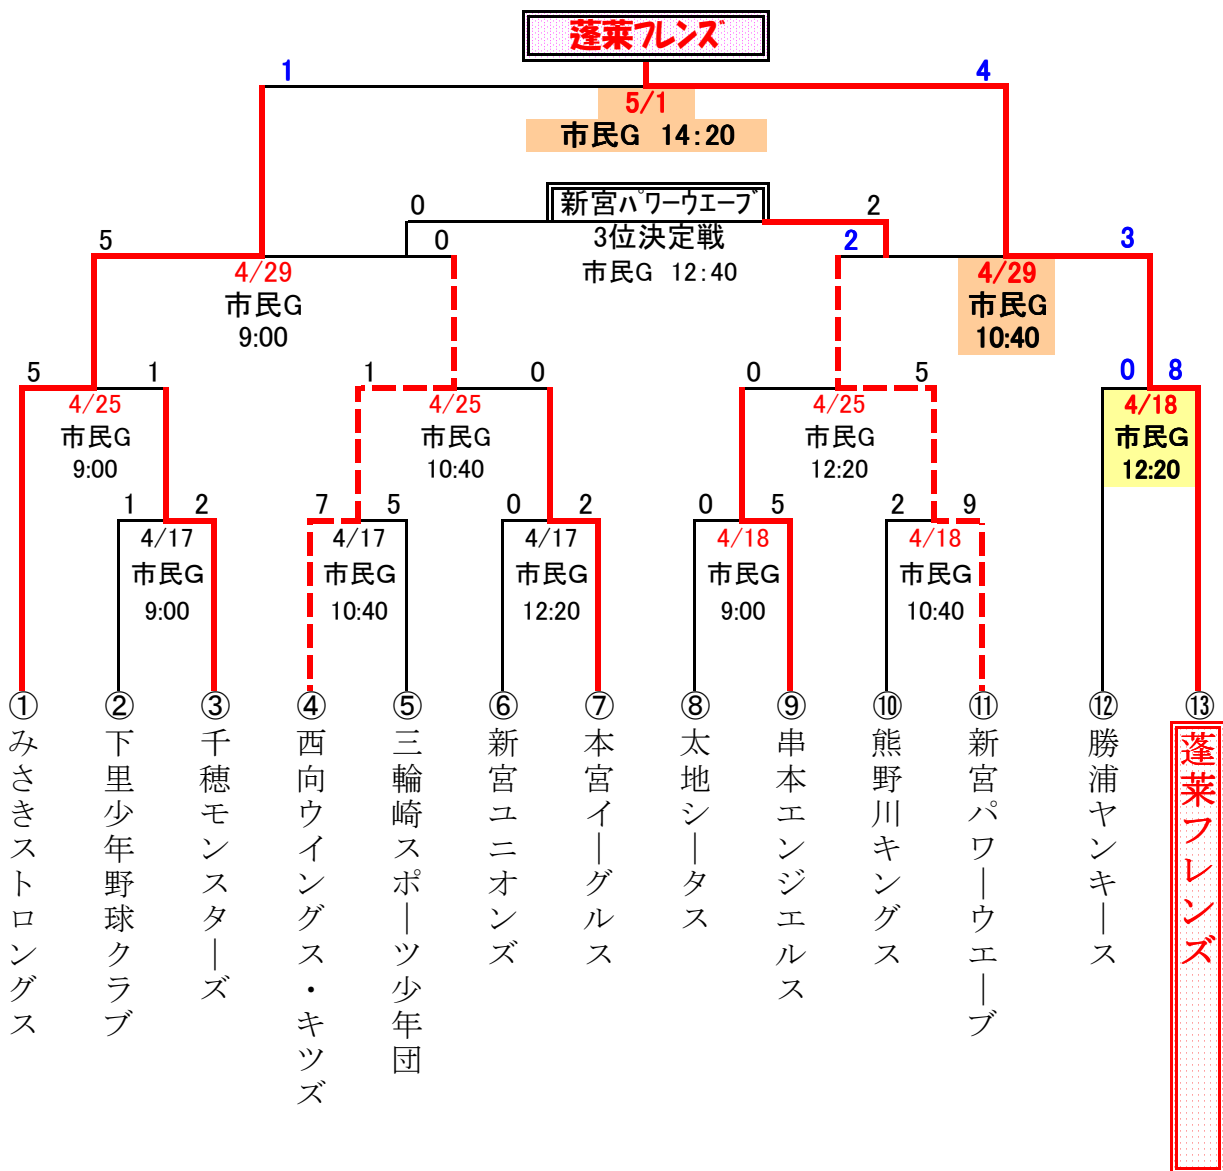 蓬莱フレンズ
1
4
5/1
市民G 14:20
0
新宮パワーウエーブ
2
5
0
3位決定戦
2
3
4/29
市民G 12:40
4/29
市民G
9:00
市民G
10:40
5
1
1
0
0
5
0
8
4/25
4/25
4/25
4/18
市民G
市民G
市民G
市民G
9:00
10:40
12:20
12:20
1
2
7
5
0
2
0
5
2
9
4/17
4/17
4/17
4/18
4/18
市民G
市民G
市民G
市民G
市民G
9:00
10:40
12:20
9:00
10:40
①みさきストロングス
②下里少年野球クラブ
③千穂モンスターズ
④西向ウイングス・キツズ
⑤三輪崎スポーツ少年団
⑥新宮ユニオンズ
⑦本宮イーグルス
⑧太地シータス
⑨串本エンジエルス
⑩熊野川キングス
⑪新宮パワーウエーブ
⑫勝浦ヤンキース
⑬蓬莱フレンズ